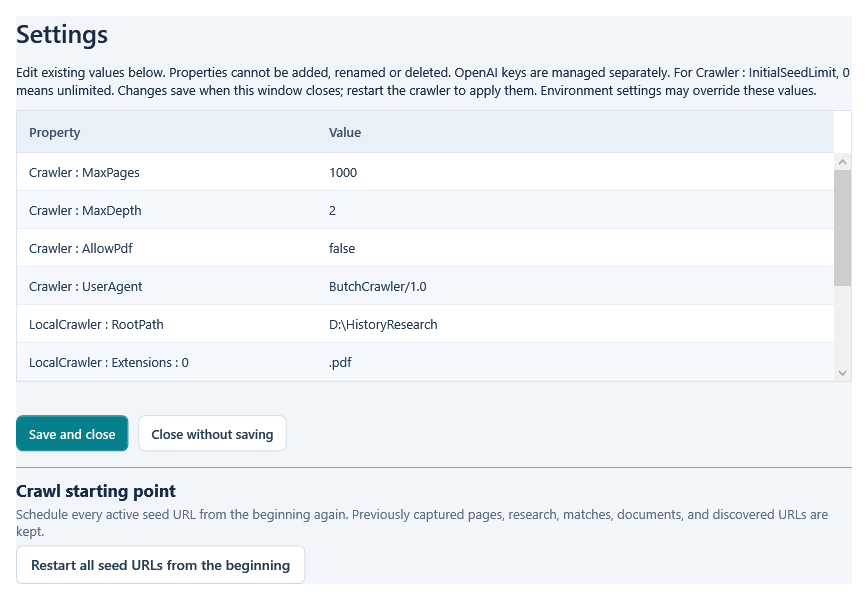 Settings
Edit existing values below. Properties cannot be added, renamed or deleted. OpenAI keys are managed separately. For Crawler : InitialSeedLimit, 0
means unlimited. Changes save when this window closes; restart the crawler to apply them. Environment settings may override these values.
Property Value
Crawler : MaxPages 1000
Crawler : MaxDepth 2
Crawler : AllowPdf false
Crawler : UserAgent ButchCrawler/1.0
LocalCrawler : RootPath D:\HistoryResearch
LocalCrawler : Extensions : 0 .pdf
Save and close Close without saving
Crawl starting point
Schedule every active seed URL from the beginning again. Previously captured pages, research, matches, documents, and discovered URLs are
kept.
Restart all seed URLs from the beginning